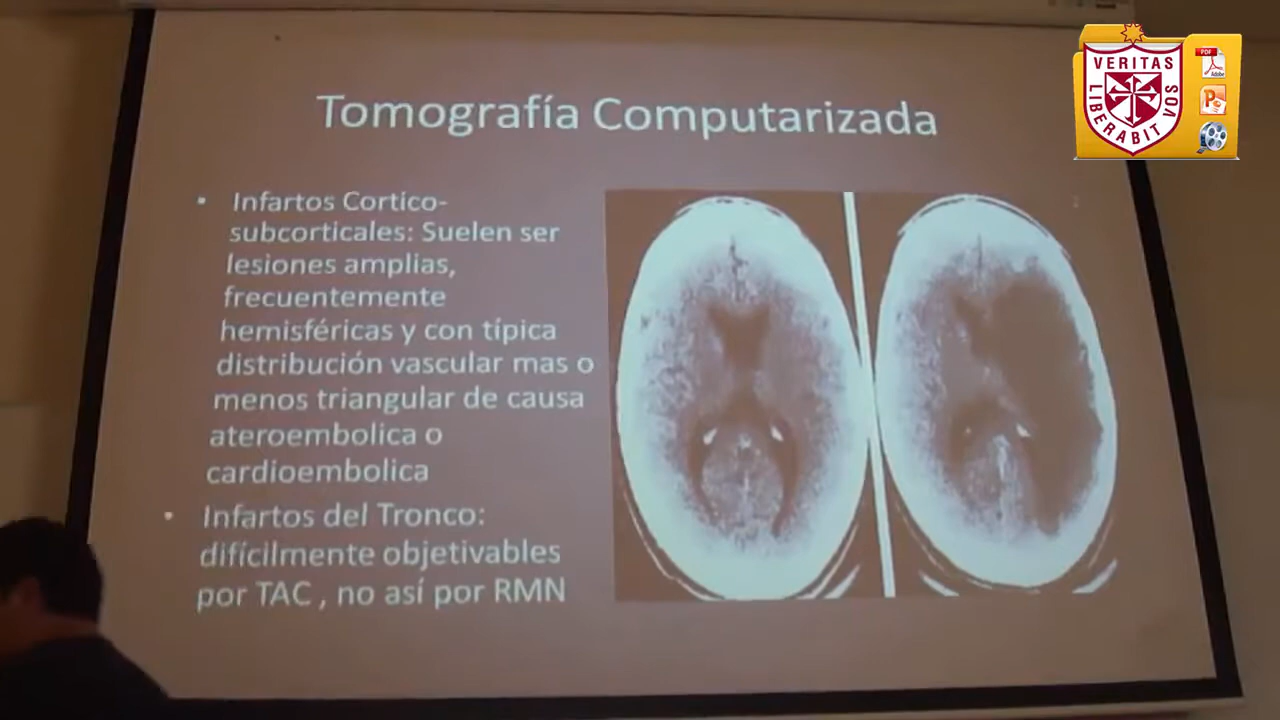 Tomografía Computarizada
Infartos Cortico-
subcorticales: Suelen ser
lesiones amplias,
frecuentemente
hemisféricas y con típica
distribución vascular mas o
menos triangular de causa
ateroembolica o
cardioembolica
Infartos del Tronco:
difícilmente objetivables
por TAC , no así por RMN
VERITAS
LIBERABIT VOS
PDF
Adobe
P